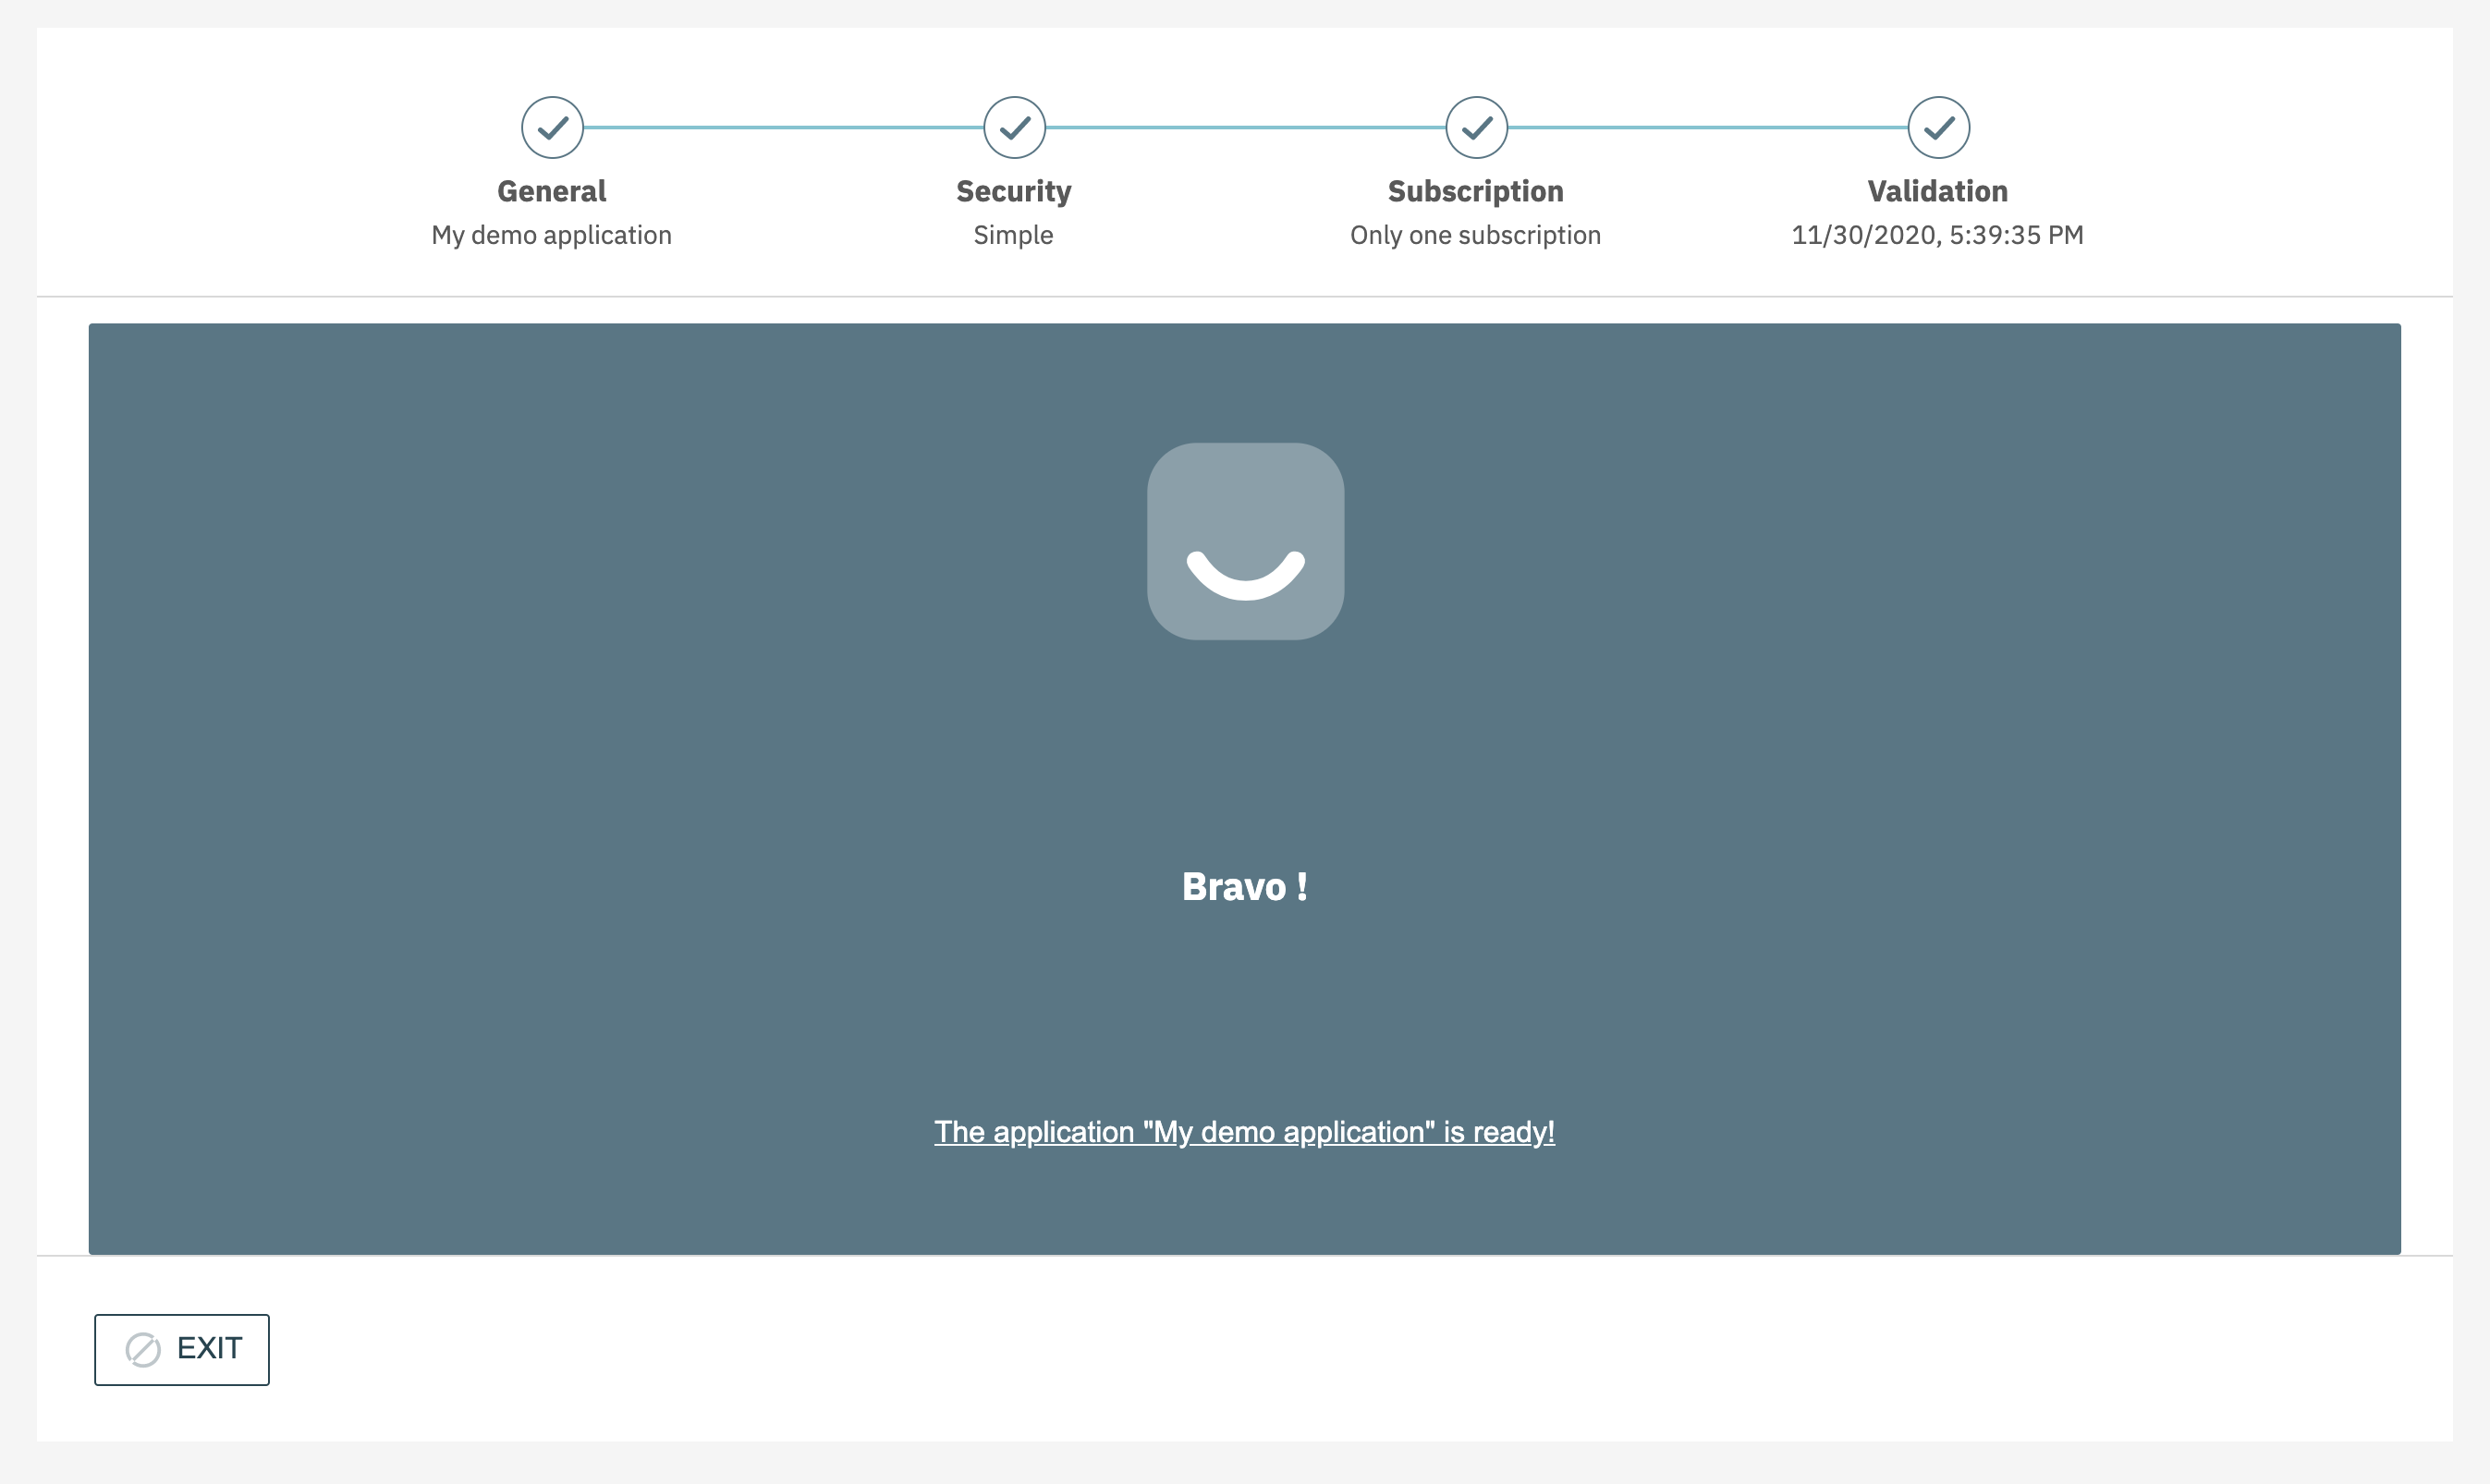 General
My demo application
Security
Simple
Subscription
Only one subscription
Validation
11/30/2020, 5:39:35 PM
Bravo !
The application "My demo application" is ready!
EXIT